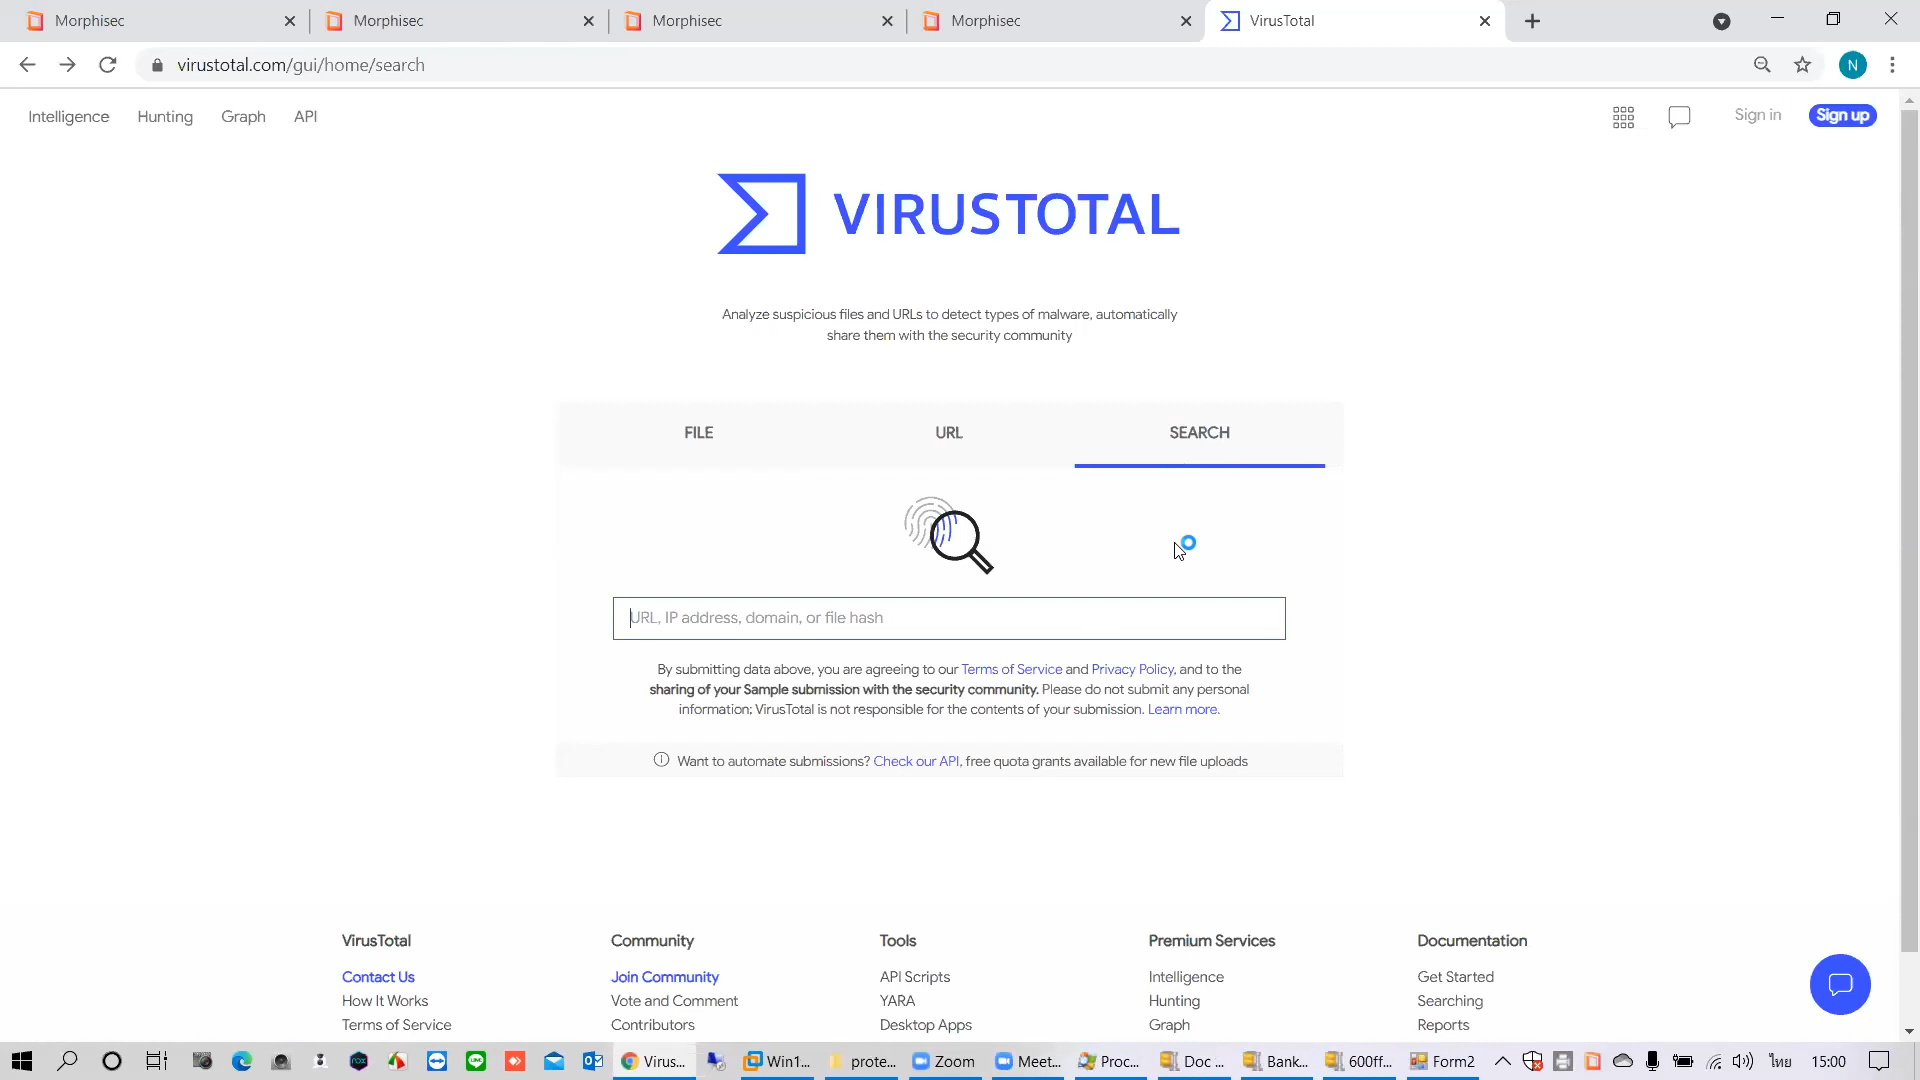 Morphisec
Morphisec
Morphisec
Morphisec
VirusTotal
virustotal.com/gui/home/search
N
Intelligence
Hunting
Graph
API
Sign in
Sign up
VIRUSTOTAL
Analyze suspicious files and URLs to detect types of malware, automatically
share them with the security community
FILE
URL
SEARCH
URL, IP address, domain, or file hash
By submitting data above, you are agreeing to our Terms of Service and Privacy Policy, and to the
sharing of your Sample submission with the security community. Please do not submit any personal
information; VirusTotal is not responsible for the contents of your submission. Learn more.
Want to automate submissions? Check our API, free quota grants available for new file uploads
VirusTotal
Contact Us
How It Works
Terms of Service
Community
Join Community
Vote and Comment
Contributors
Tools
API Scripts
YARA
Desktop Apps
Premium Services
Intelligence
Hunting
Graph
Documentation
Get Started
Searching
Reports
Virus...
Win1...
prote...
Zoom
Meet...
Proc...
Doc ...
Bank...
600ff...
Form2
ไทย
15:00